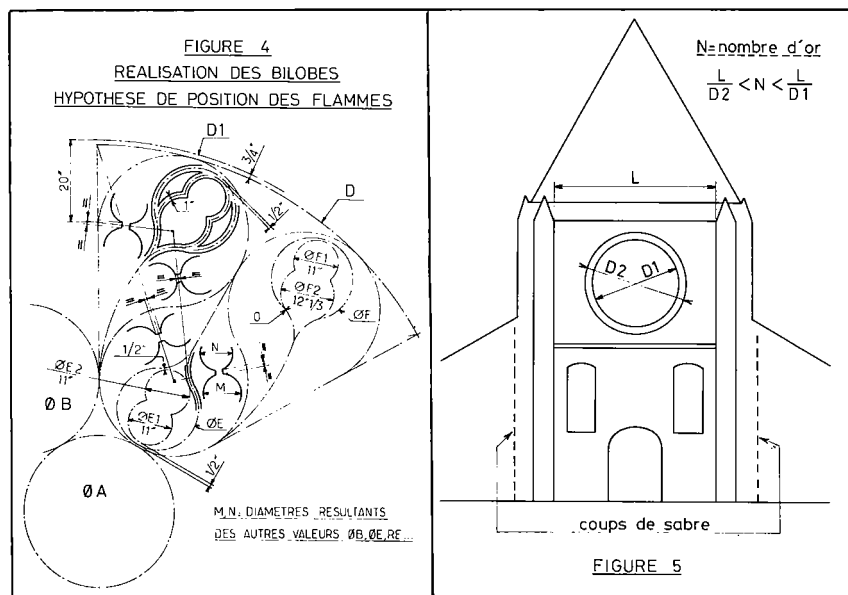 FIGURE 4
REALISATION DES BILOBES
HYPOTHESE DE POSITION DES FLAMMES
D1
3/4"
20"
D
1"
1/2"
ØF1
11"
ØF2
12"1/3
O
ØF
1/2"
N
M
ØE2
11"
ØB
ØE1
11"
ØE
1/2"
ØA
M,N: DIAMETRES RESULTANTS
DES AUTRES VALEURS ØB,ØE,RE...
N=nombre d'or
L/D2 < N < L/D1
L
D2 D1
coups de sabre
FIGURE 5